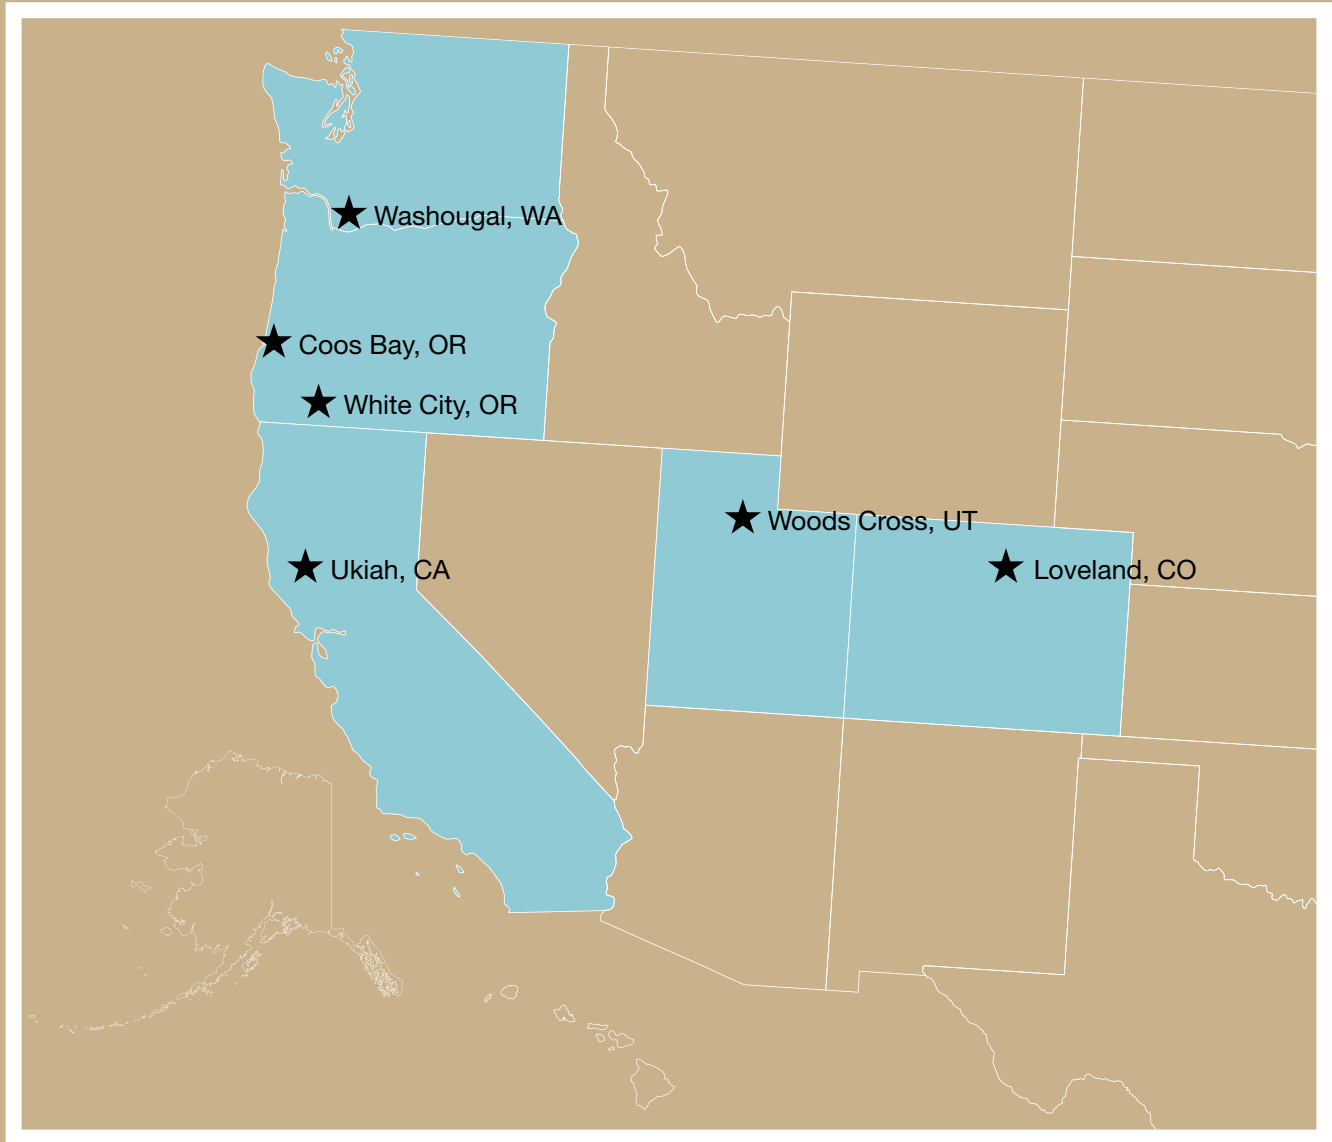 Washougal, WA
Coos Bay, OR
White City, OR
Woods Cross, UT
Ukiah, CA
Loveland, CO